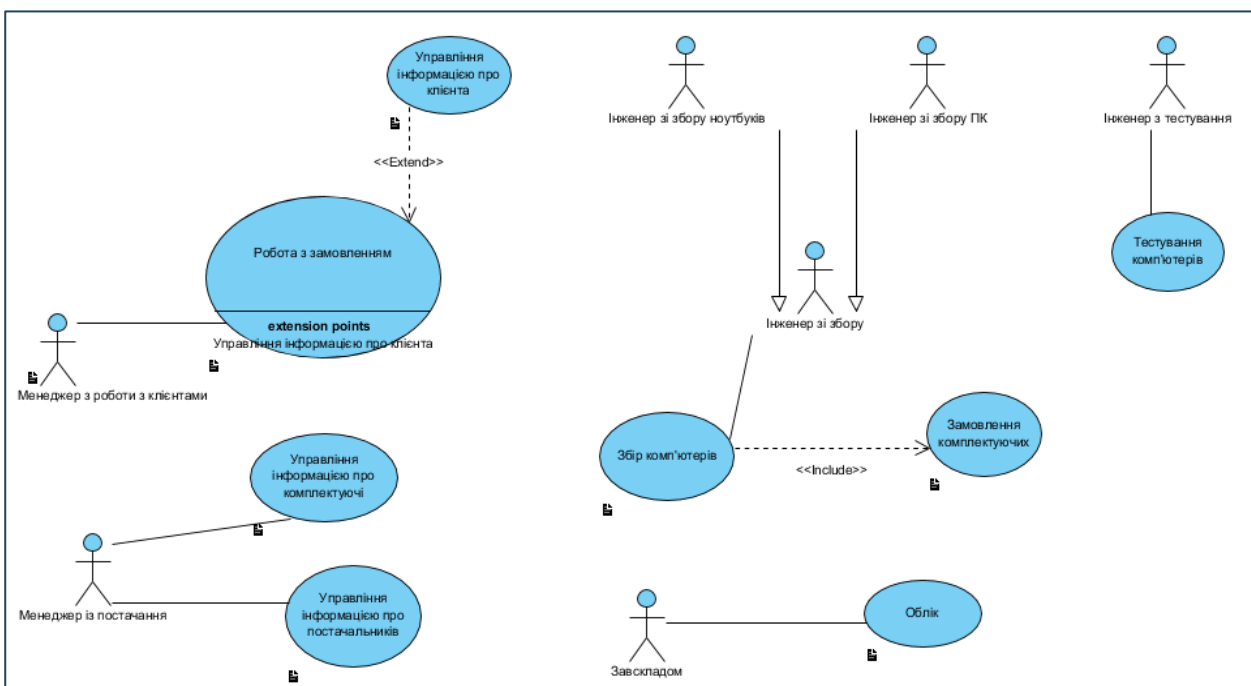 Управління
інформацією про
клієнта
<<Extend>>
Робота з замовленням
extension points
Управління інформацією про клієнта
Менеджер з роботи з клієнтами
Управління
інформацією про
комплектуючі
Менеджер із постачання
Управління
інформацією про
постачальників
Інженер зі збору ноутбуків
Інженер зі збору ПК
Інженер з тестування
Тестування
комп'ютерів
Інженер зі збору
Збір комп'ютерів
<<Include>>
Замовлення
комплектуючих
Завскладом
Облік